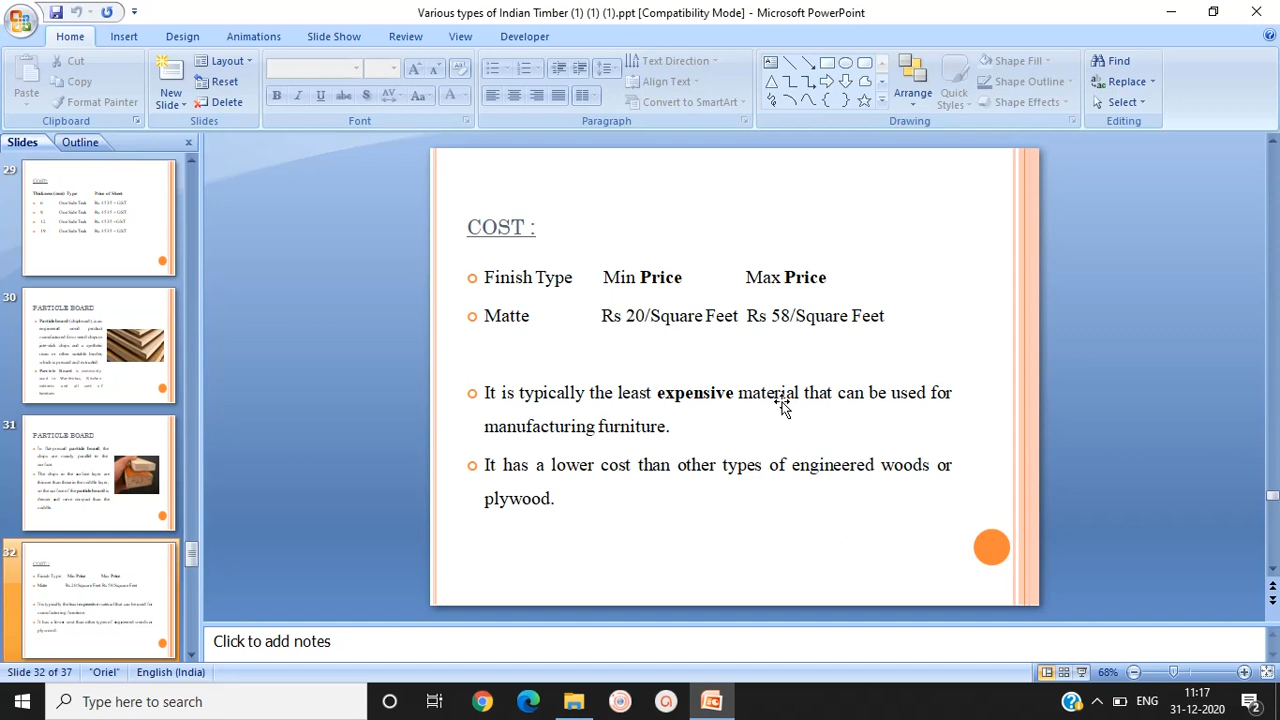 Various types of Indian Timber (1) (1) (1).ppt [Compatibility Mode] - Microsoft PowerPoint
Home Insert Design Animations Slide Show Review View Developer
Cut Layout Text Direction Shape Fill Find
Copy Reset Align Text Shape Outline Replace
Paste Format Painter New Slide Delete Convert to SmartArt Arrange Quick Styles Shape Effects Select
Clipboard Slides Font Paragraph Drawing Editing
Slides Outline
29
COST:
30
PARTICLE BOARD
31
PARTICLE BOARD
32
COST :
COST :
Finish Type Min Price Max Price
Matte Rs 20/Square Feet Rs 58/Square Feet
It is typically the least expensive material that can be used for
manufacturing furniture.
It has a lower cost than other types of engineered woods or
plywood.
Click to add notes
Slide 32 of 37 "Oriel" English (India) 68%
Type here to search ENG 11:17
31-12-2020